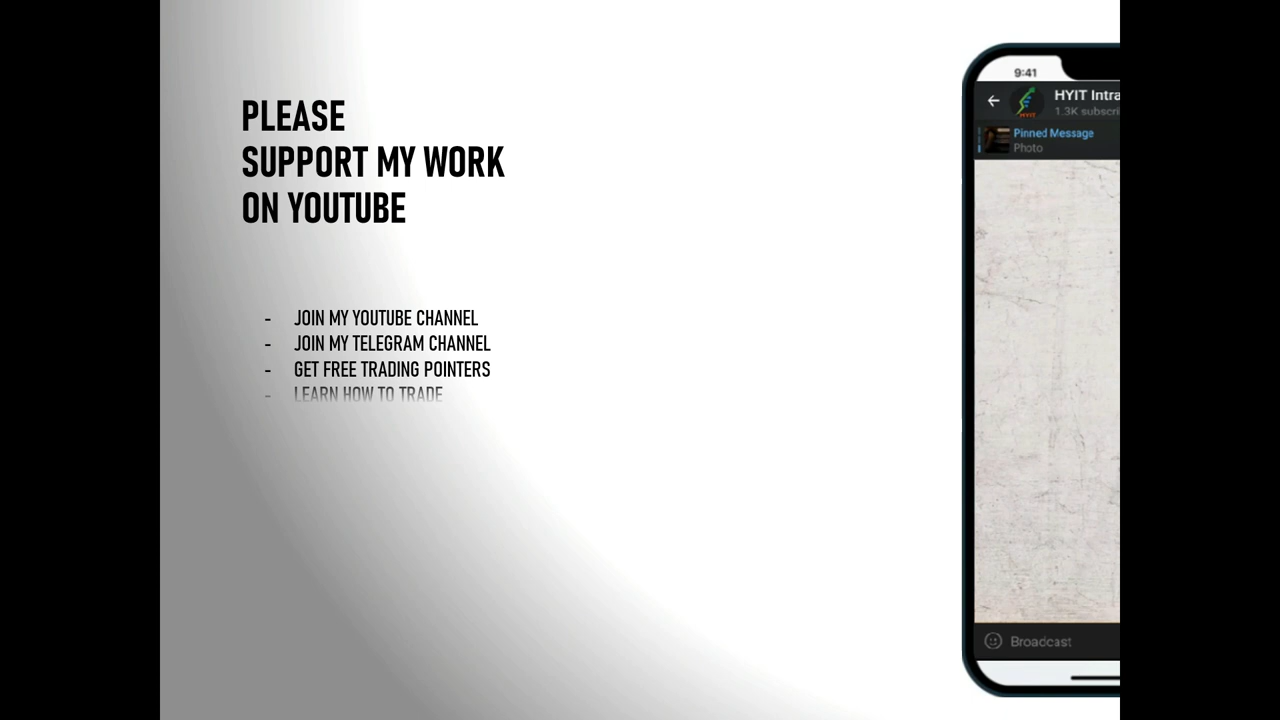 PLEASE
SUPPORT MY WORK
ON YOUTUBE
- JOIN MY YOUTUBE CHANNEL
- JOIN MY TELEGRAM CHANNEL
- GET FREE TRADING POINTERS
- LEARN HOW TO TRADE
9:41
HYIT Intra
1.3K subscri
Pinned Message
Photo
HYIT
Broadcast